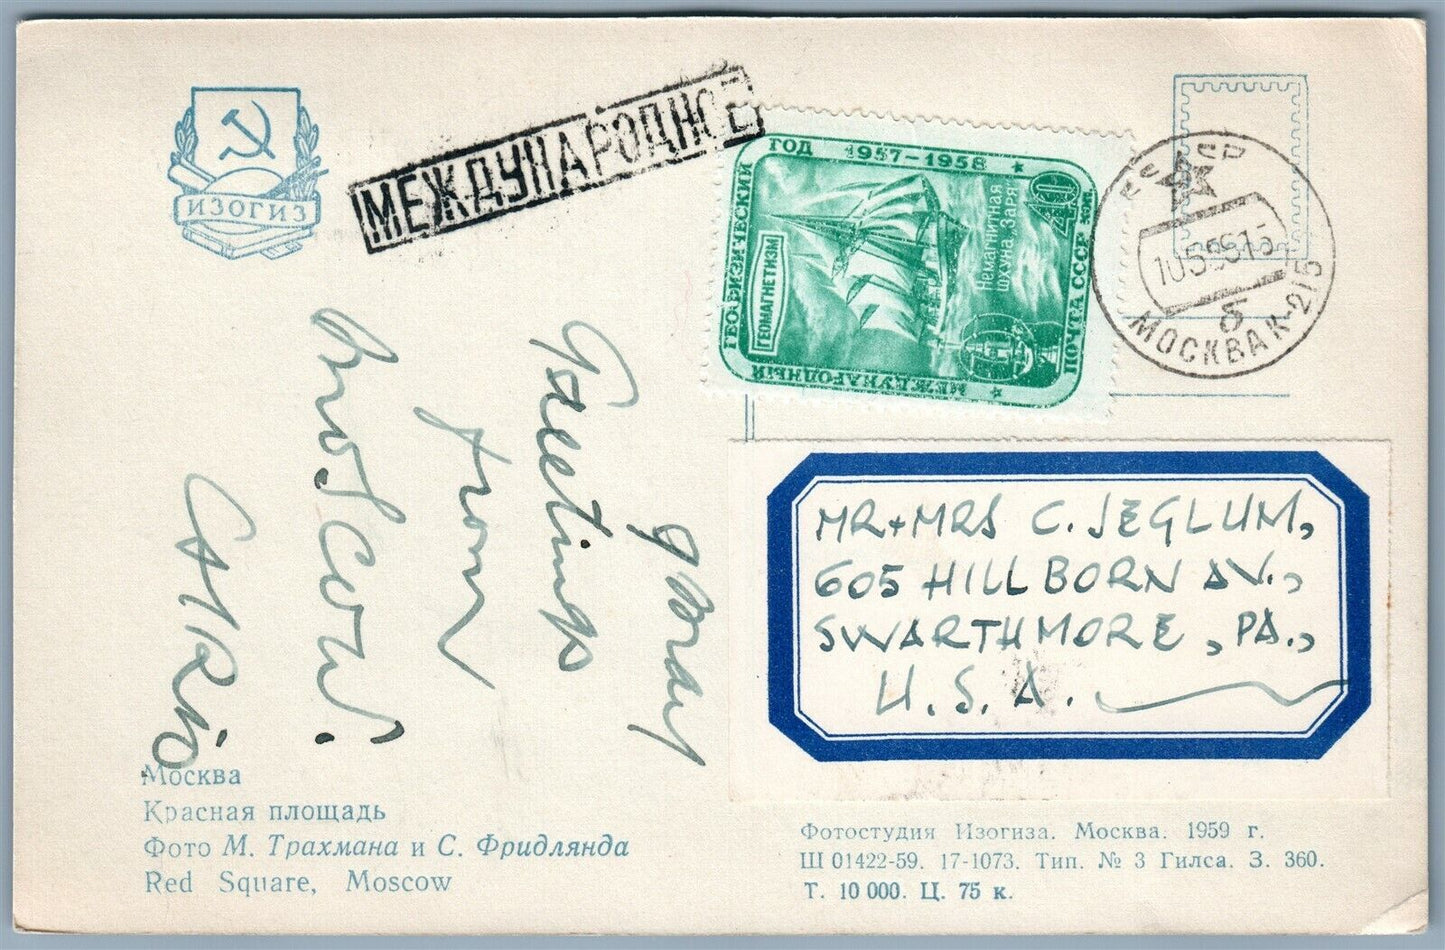 ИЗОГИЗ
МЕЖДУНАРОДНОЕ
МЕЖДУНАРОДНЫЙ
ГЕОФИЗИЧЕСКИЙ
ГОД 1957-1958
ГЕОМАГНЕТИЗМ
Немагнитная
шхуна „Заря"
40 коп.
ПОЧТА СССР
СССР
МОСКВА К-215
б
9 May
Greetings
from
Moscow.
MR + MRS C. JEGLUM,
605 HILLBORN AV.,
SWARTHMORE, PA.,
U.S.A.
Москва
Красная площадь
Фото М. Трахмана и С. Фридлянда
Red Square, Moscow
Фотостудия Изогиза. Москва. 1959 г.
Ш 01422-59. 17-1073. Тип. № 3 Гилса. З. 360.
Т. 10 000. Ц. 75 к.